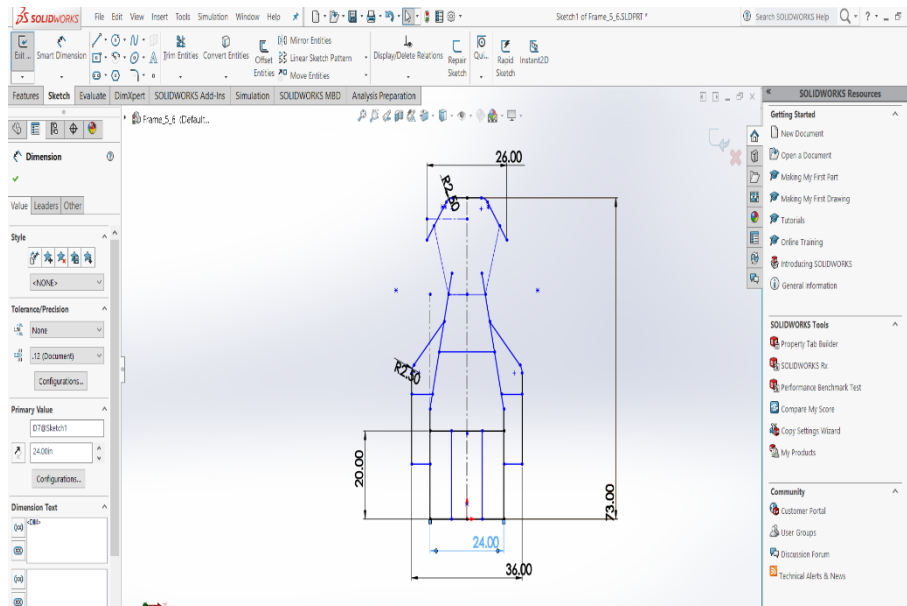 SOLIDWORKS File Edit View Insert Tools Simulation Window Help Sketch1 of Frame_5_6.SLDPRT * Search SOLIDWORKS Help
Exit ... Smart Dimension Trim Entities Convert Entities Offset Entities Mirror Entities Display/Delete Relations Repair Sketch Qui... Rapid Sketch Instant2D
Linear Sketch Pattern
Move Entities
Features Sketch Evaluate DimXpert SOLIDWORKS Add-Ins Simulation SOLIDWORKS MBD Analysis Preparation
Frame_5_6 (Default...
Dimension
Value Leaders Other
Style
<NONE>
Tolerance/Precision
None
.12 (Document)
Configurations...
Primary Value
D7@Sketch1
24.00in
Configurations...
Dimension Text
<DIM>
26.00
R2.50
R2.50
20.00
73.00
24.00
36.00
SOLIDWORKS Resources
Getting Started
New Document
Open a Document
Making My First Part
Making My First Drawing
Tutorials
Online Training
Introducing SOLIDWORKS
General Information
SOLIDWORKS Tools
Property Tab Builder
SOLIDWORKS Rx
Performance Benchmark Test
Compare My Score
Copy Settings Wizard
My Products
Community
Customer Portal
User Groups
Discussion Forum
Technical Alerts & News